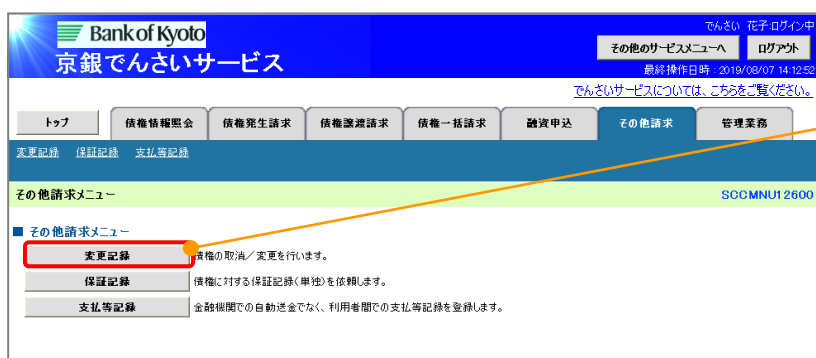 でんさい 花子:ログイン中
Bank of Kyoto
京銀でんさいサービス
その他のサービスメニューへ ログアウト
最終操作日時：2019/08/07 14:12:52
でんさいサービスについては、こちらをご覧ください。
トップ 債権情報照会 債権発生請求 債権譲渡請求 債権一括請求 融資申込 その他請求 管理業務
変更記録 保証記録 支払等記録
その他請求メニュー SCCMNU12600
■ その他請求メニュー
変更記録 債権の取消／変更を行います。
保証記録 債権に対する保証記録(単独)を依頼します。
支払等記録 金融機関での自動送金でなく、利用者間での支払等記録を登録します。